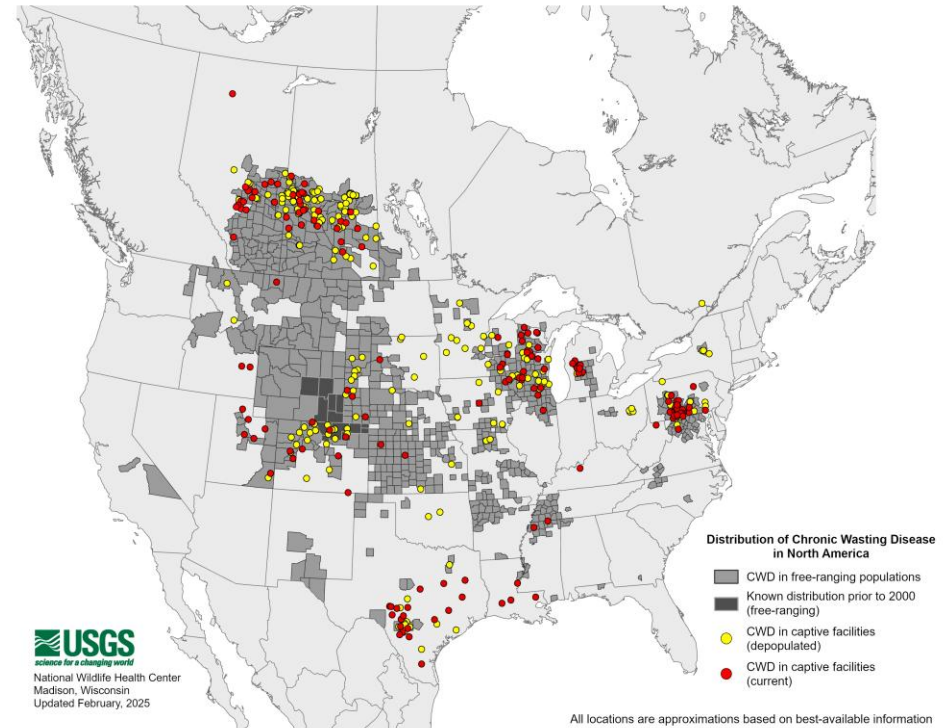 Distribution of Chronic Wasting Disease
in North America
CWD in free-ranging populations
Known distribution prior to 2000
(free-ranging)
CWD in captive facilities
(depopulated)
CWD in captive facilities
(current)
USGS
science for a changing world
National Wildlife Health Center
Madison, Wisconsin
Updated February, 2025
All locations are approximations based on best-available information